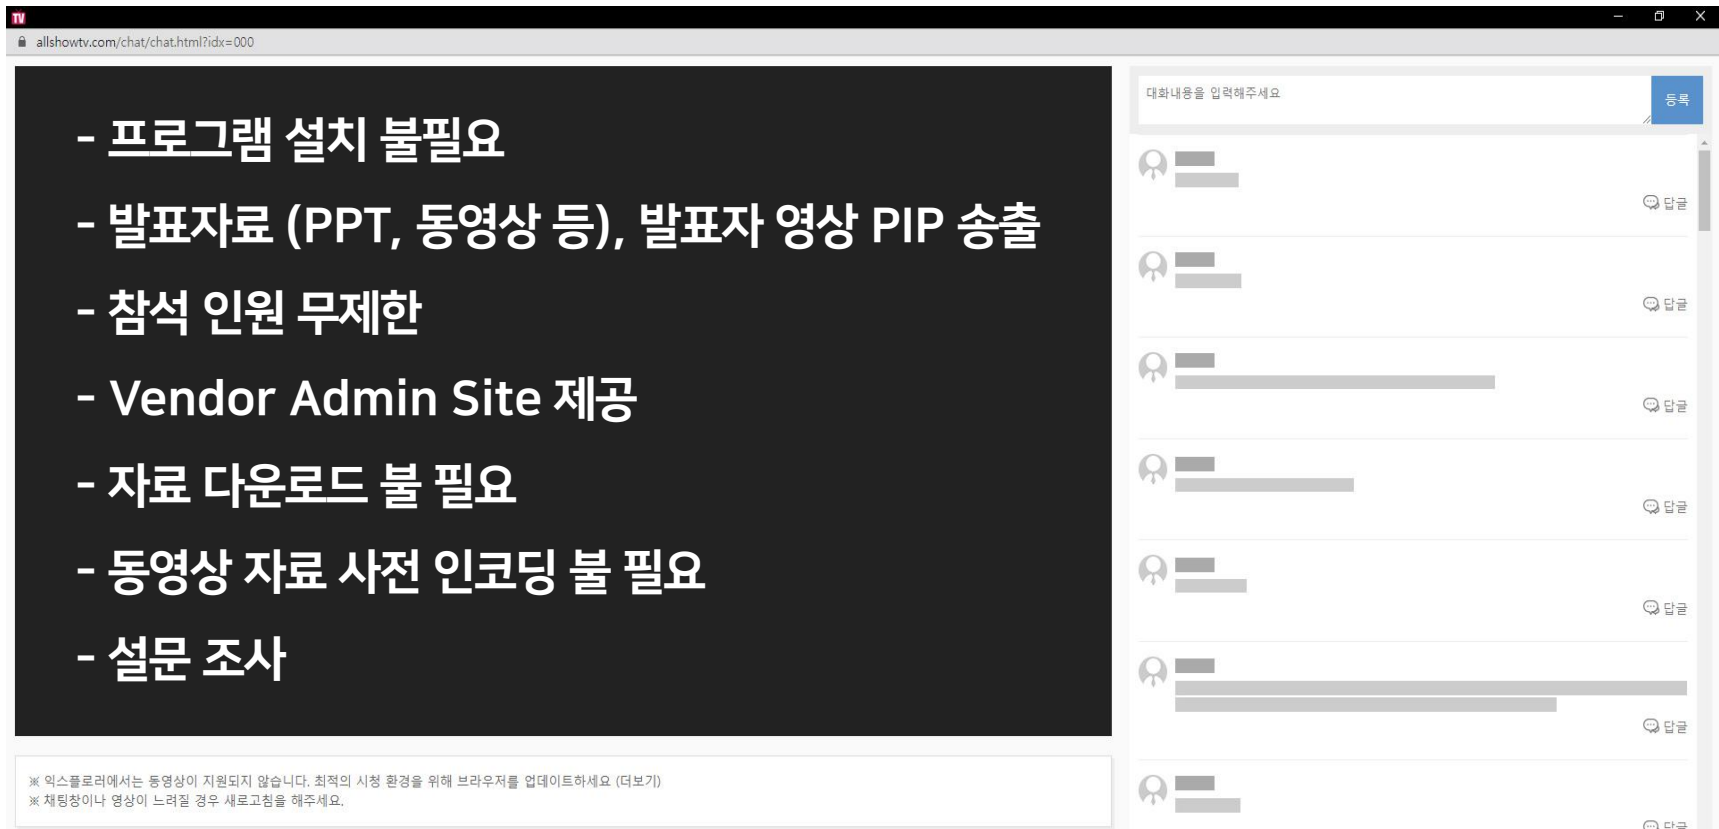 TV
allshowtv.com/chat/chat.html?idx=000
- 프로그램 설치 불필요
- 발표자료 (PPT, 동영상 등), 발표자 영상 PIP 송출
- 참석 인원 무제한
- Vendor Admin Site 제공
- 자료 다운로드 불 필요
- 동영상 자료 사전 인코딩 불 필요
- 설문 조사
※ 익스플로러에서는 동영상이 지원되지 않습니다. 최적의 시청 환경을 위해 브라우저를 업데이트하세요 (더보기)
※ 채팅창이나 영상이 느려질 경우 새로고침을 해주세요.
대화내용을 입력해주세요
등록
답글
답글
답글
답글
답글
답글
답글